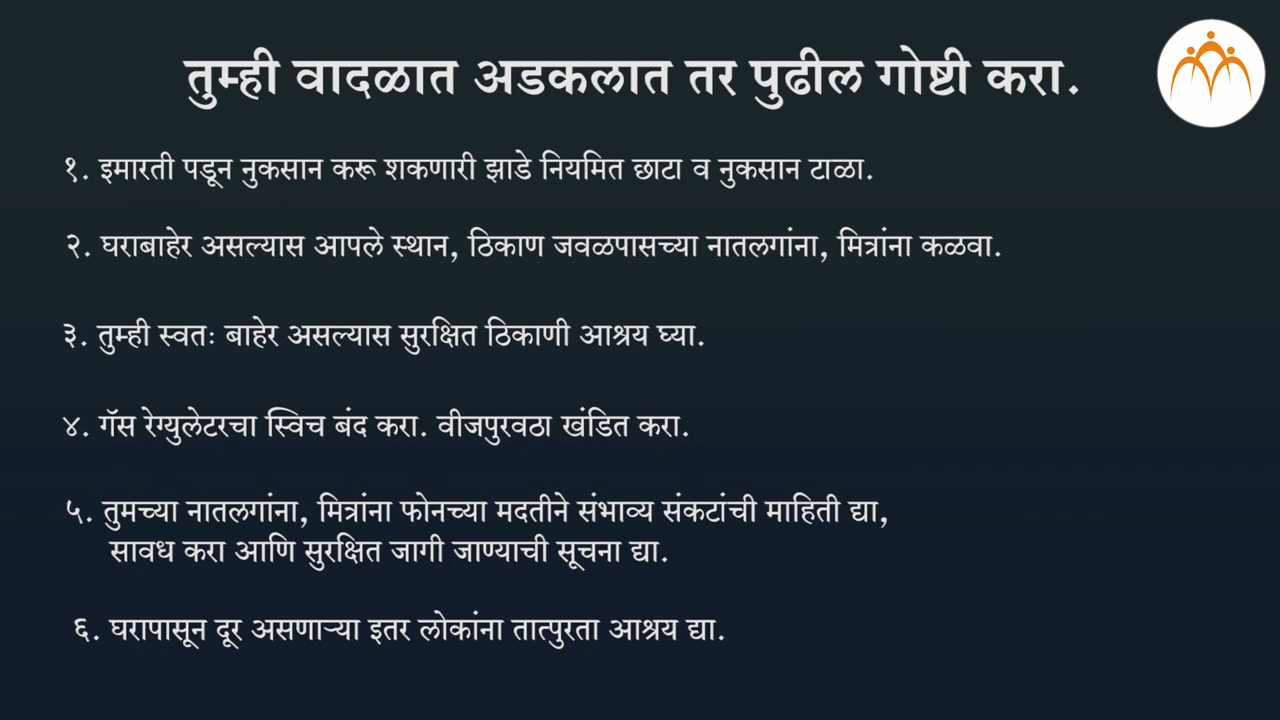 तुम्ही वादळात अडकलात तर पुढील गोष्टी करा.
१. इमारती पडून नुकसान करू शकणारी झाडे नियमित छाटा व नुकसान टाळा.
२. घराबाहेर असल्यास आपले स्थान, ठिकाण जवळपासच्या नातलगांना, मित्रांना कळवा.
३. तुम्ही स्वतः बाहेर असल्यास सुरक्षित ठिकाणी आश्रय घ्या.
४. गॅस रेग्युलेटरचा स्विच बंद करा. वीजपुरवठा खंडित करा.
५. तुमच्या नातलगांना, मित्रांना फोनच्या मदतीने संभाव्य संकटांची माहिती द्या,
सावध करा आणि सुरक्षित जागी जाण्याची सूचना द्या.
६. घरापासून दूर असणाऱ्या इतर लोकांना तात्पुरता आश्रय द्या.